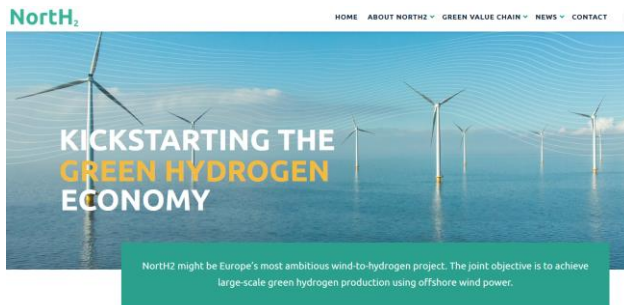 NortH₂
HOME ABOUT NORTH2 GREEN VALUE CHAIN NEWS CONTACT
KICKSTARTING THE
GREEN HYDROGEN
ECONOMY
NortH2 might be Europe's most ambitious wind-to-hydrogen project. The joint objective is to achieve
large-scale green hydrogen production using offshore wind power.